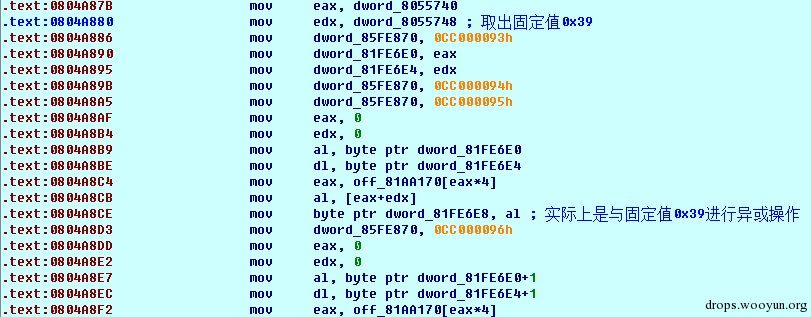 .text:0804A87B mov eax, dword_8055740
.text:0804A880 mov edx, dword_8055748 ; 取出固定值0x39
.text:0804A886 mov dword_85FE870, 0CC000093h
.text:0804A890 mov dword_81FE6E0, eax
.text:0804A895 mov dword_81FE6E4, edx
.text:0804A89B mov dword_85FE870, 0CC000094h
.text:0804A8A5 mov dword_85FE870, 0CC000095h
.text:0804A8AF mov eax, 0
.text:0804A8B4 mov edx, 0
.text:0804A8B9 mov al, byte ptr dword_81FE6E0
.text:0804A8BE mov dl, byte ptr dword_81FE6E4
.text:0804A8C4 mov eax, off_81AA170[eax*4]
.text:0804A8CB mov al, [eax+edx]
.text:0804A8CE mov byte ptr dword_81FE6E8, al ; 实际上是与固定值0x39进行异或操作
.text:0804A8D3 mov dword_85FE870, 0CC000096h
.text:0804A8DD mov eax, 0
.text:0804A8E2 mov edx, 0
.text:0804A8E7 mov al, byte ptr dword_81FE6E0+1
.text:0804A8EC mov dl, byte ptr dword_81FE6E4+1
.text:0804A8F2 mov eax, off_81AA170[eax*4]
drops.wooyun.org